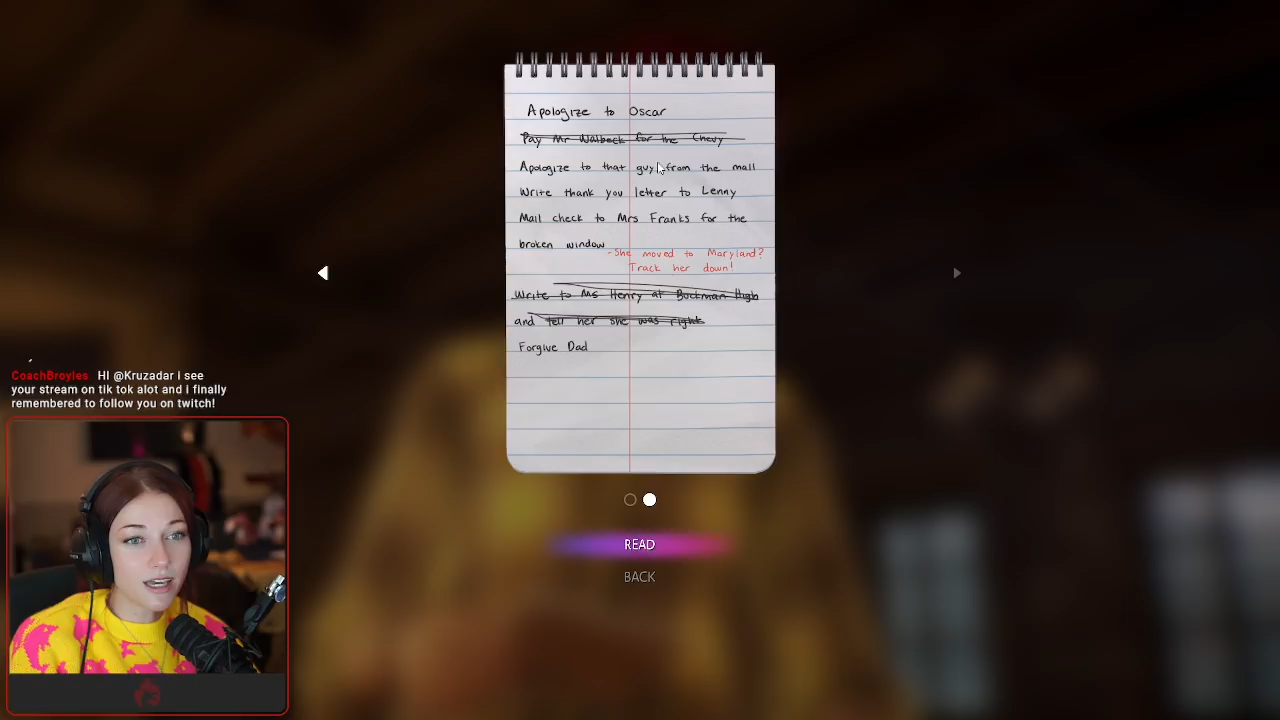 Apologize to Oscar
Pay Mr Walbeck for the Chevy
Apologize to that guy from the mall
Write thank you letter to Lenny
Mail check to Mrs Franks for the
broken window
-She moved to Maryland?
Track her down!
Write to Ms Henry at Buckman High
and tell her she was right
Forgive Dad
READ
BACK
CoachBroyles HI @Kruzadar i see
your stream on tik tok alot and i finally
remembered to follow you on twitch!